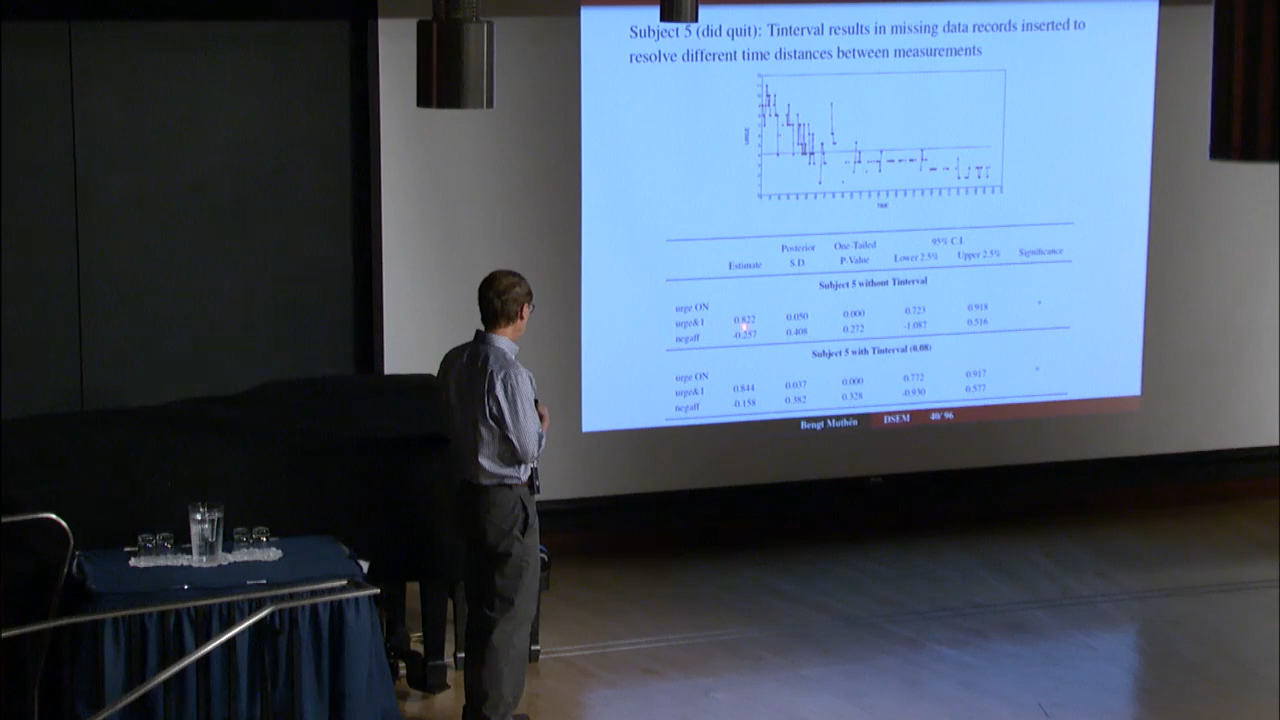 Subject 5 (did quit): Tinterval results in missing data records inserted to
resolve different time distances between measurements
URGE
TIME
95% C.I.
Posterior One-Tailed
Estimate S.D. P-Value Lower 2.5% Upper 2.5% Significance
Subject 5 without Tinterval
urge ON
urge&1 0.822 0.050 0.000 0.723 0.918 *
negaff -0.257 0.408 0.272 -1.087 0.516
Subject 5 with Tinterval (0.08)
urge ON
urge&1 0.844 0.037 0.000 0.772 0.917 *
negaff -0.158 0.382 0.328 -0.930 0.577
Bengt Muthén DSEM 40/ 96